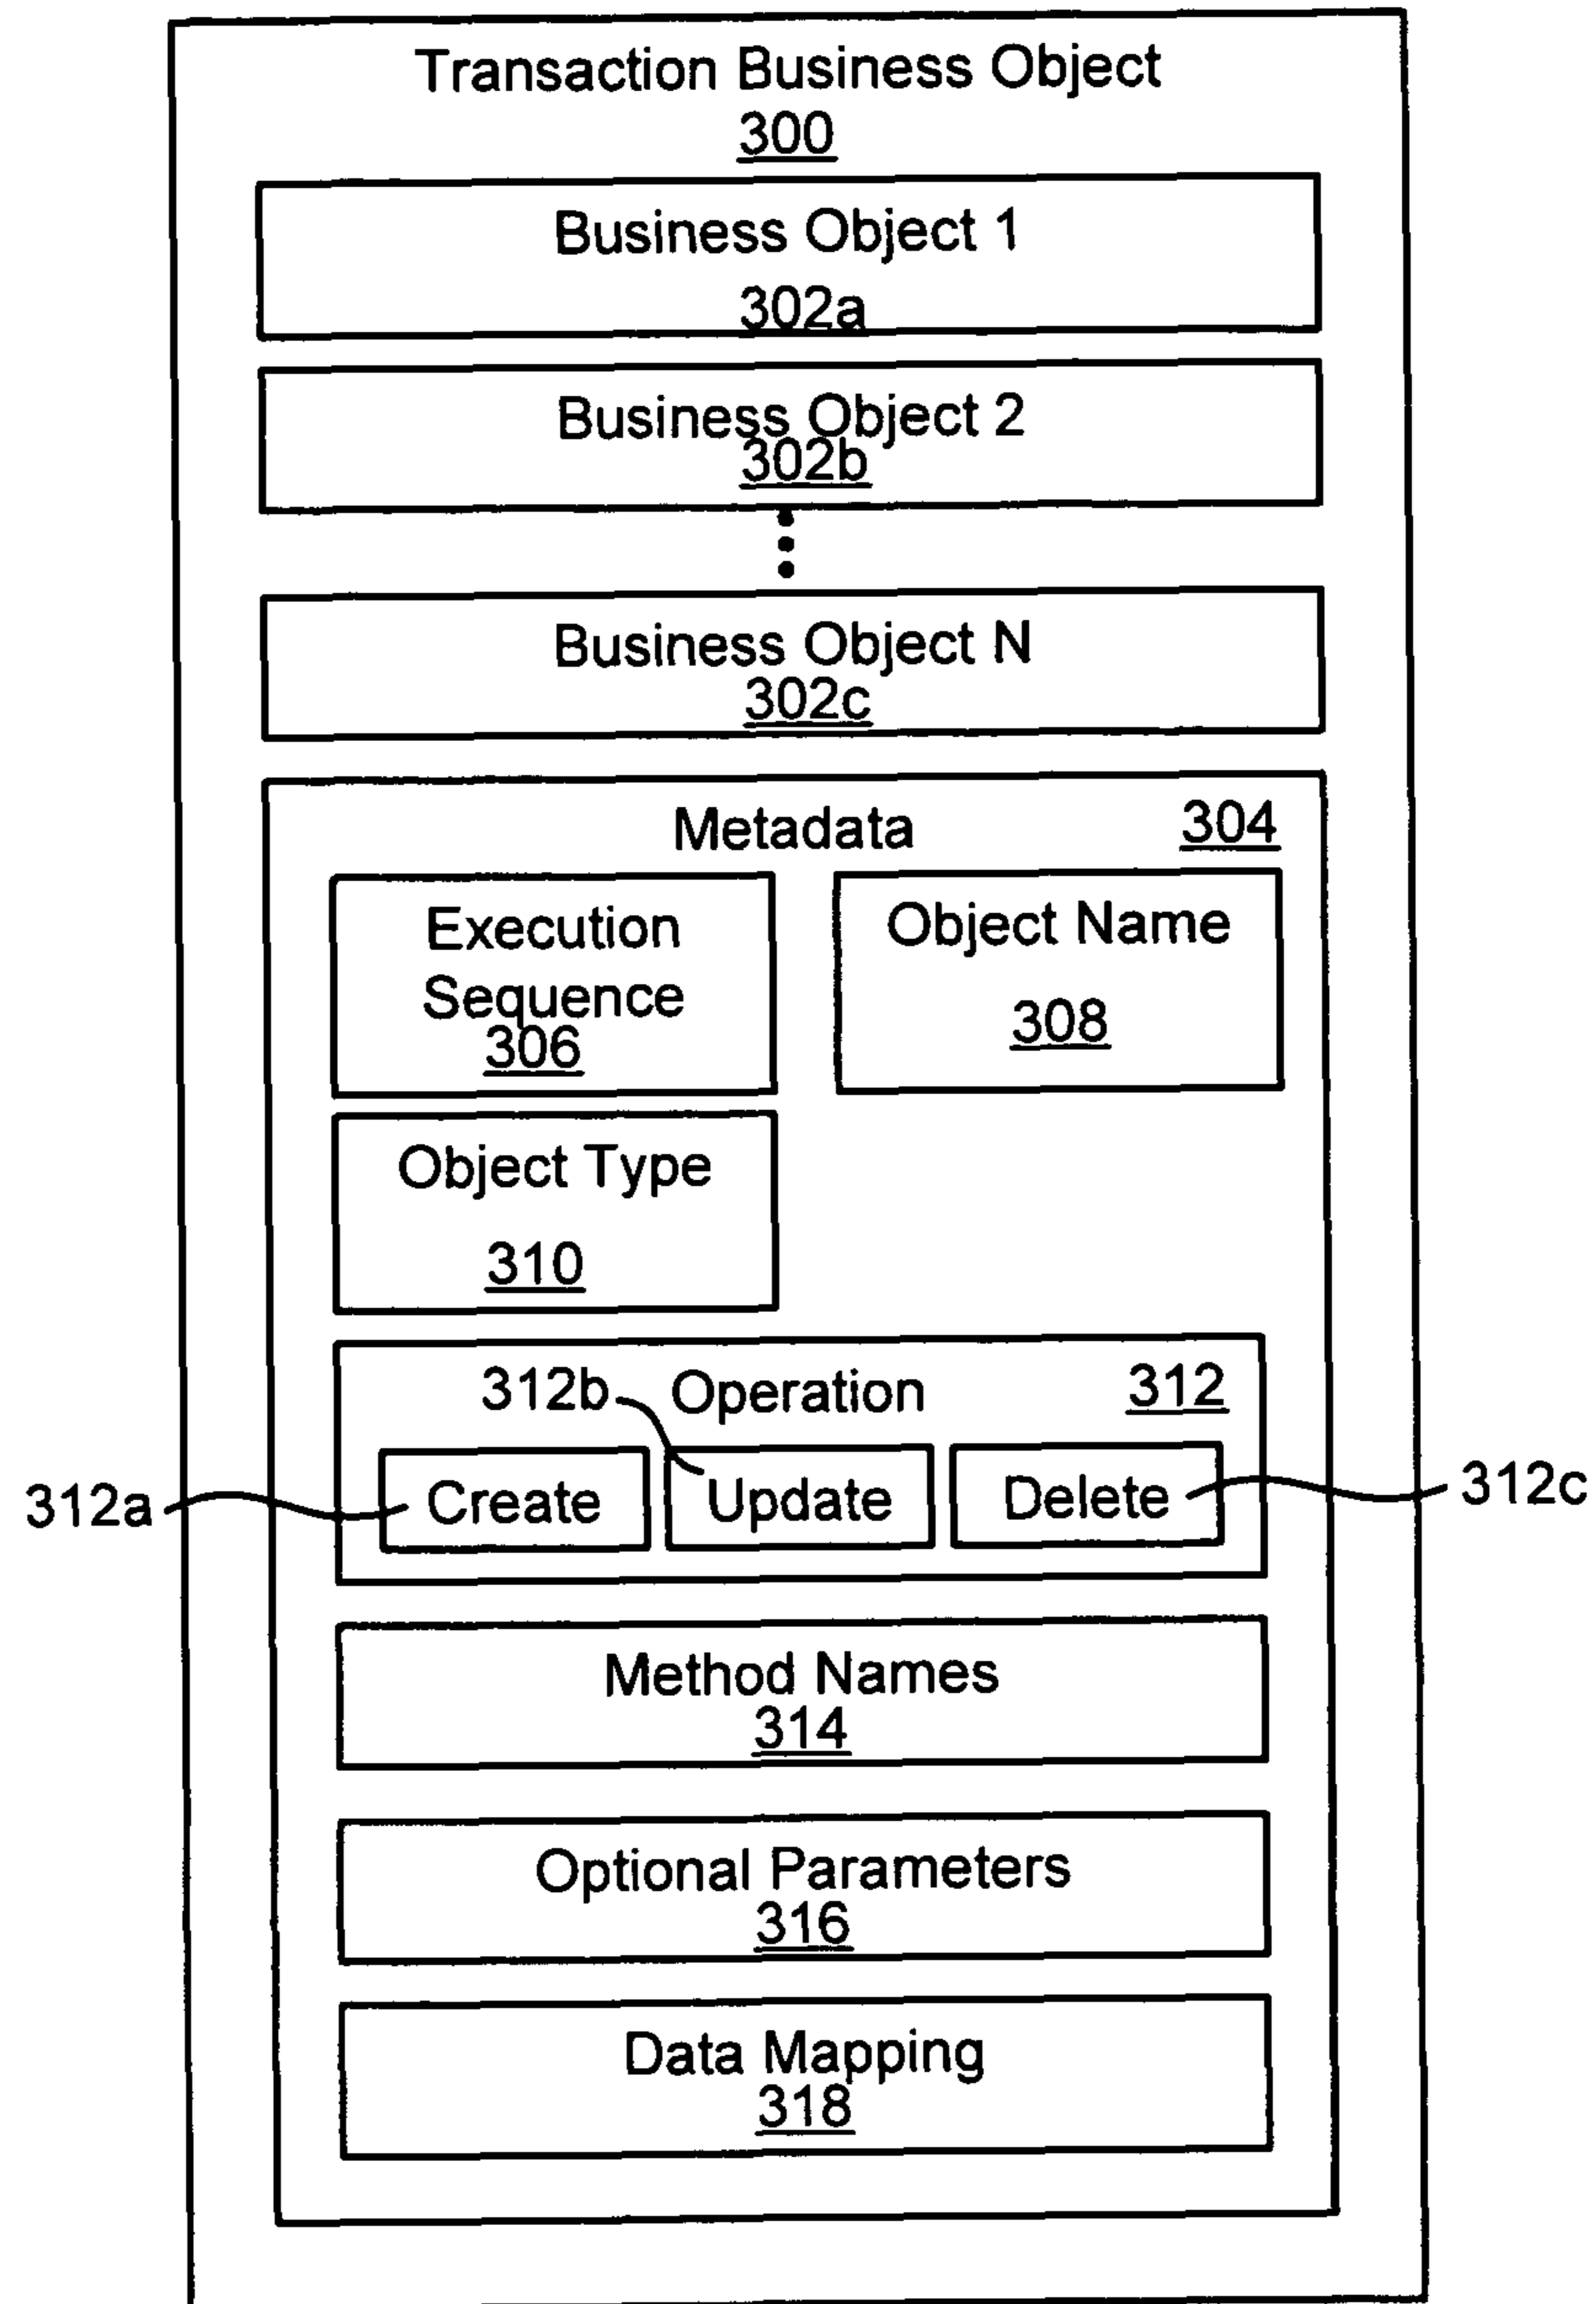 Transaction Business Object
300
Business Object 1
302a
Business Object 2
302b
Business Object N
302c
Metadata 304
Execution
Sequence
306
Object Name
308
Object Type
310
312b Operation 312
312a Create Update Delete 312c
Method Names
314
Optional Parameters
316
Data Mapping
318